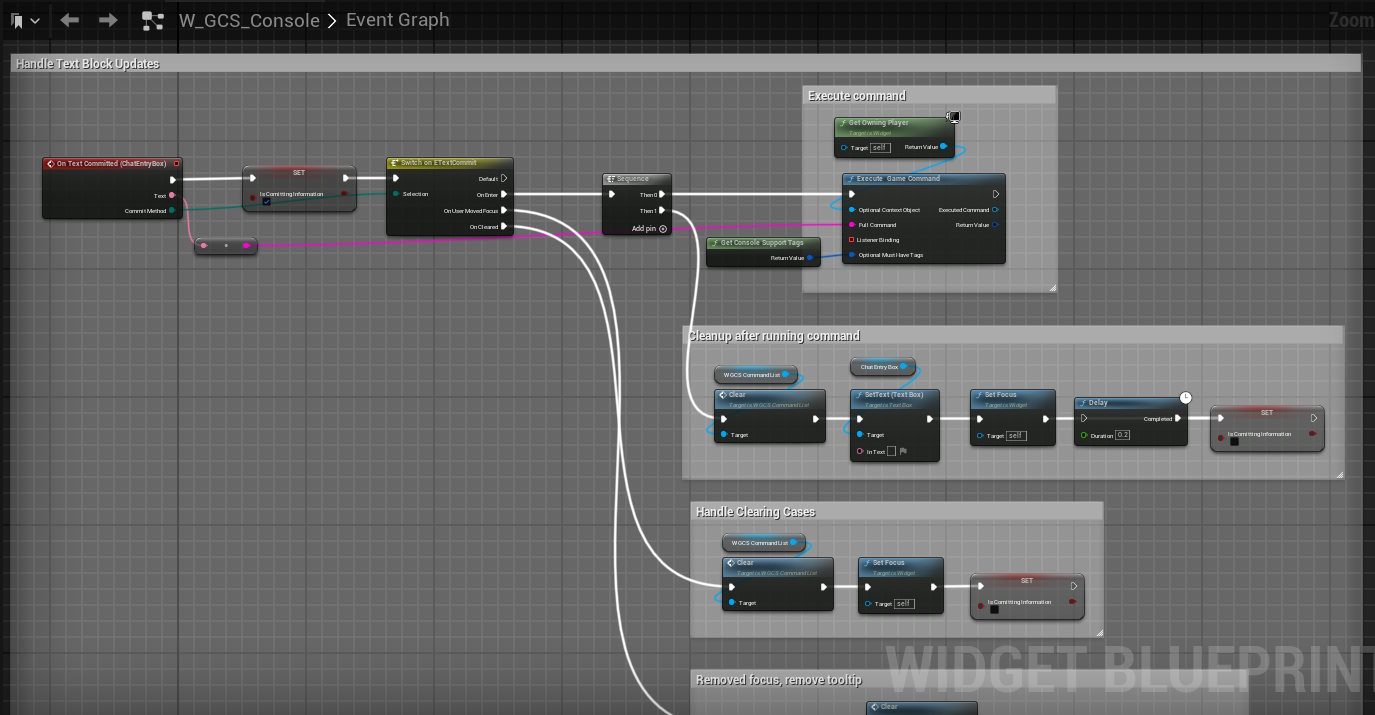 W_GCS_Console > Event Graph
Zoom
Handle Text Block Updates
Execute command
Get Owning Player
Target is Widget
Target self
Return Value
On Text Committed (ChatEntryBox)
Text
Commit Method
SET
Is Comitting Information
Switch on ETextCommit
Selection
Default
On Enter
On User Moved Focus
On Cleared
Sequence
Then 0
Then 1
Add pin
Execute Game Command
Optional Context Object
Full Command
Listener Binding
Optional Must Have Tags
Executed Command
Return Value
Get Console Support Tags
Return Value
Cleanup after running command
WGCS CommandList
Chat Entry Box
Clear
Target is WGCS Command List
Target
SetText (Text Box)
Target is Text Box
Target
In Text
Set Focus
Target is Widget
Target self
Delay
Completed
Duration 0.2
SET
Is Comitting Information
Handle Clearing Cases
WGCS CommandList
Clear
Target is WGCS Command List
Target
Set Focus
Target is Widget
Target self
SET
Is Comitting Information
WIDGET BLUEPRINT
Removed focus, remove tooltip
Clear